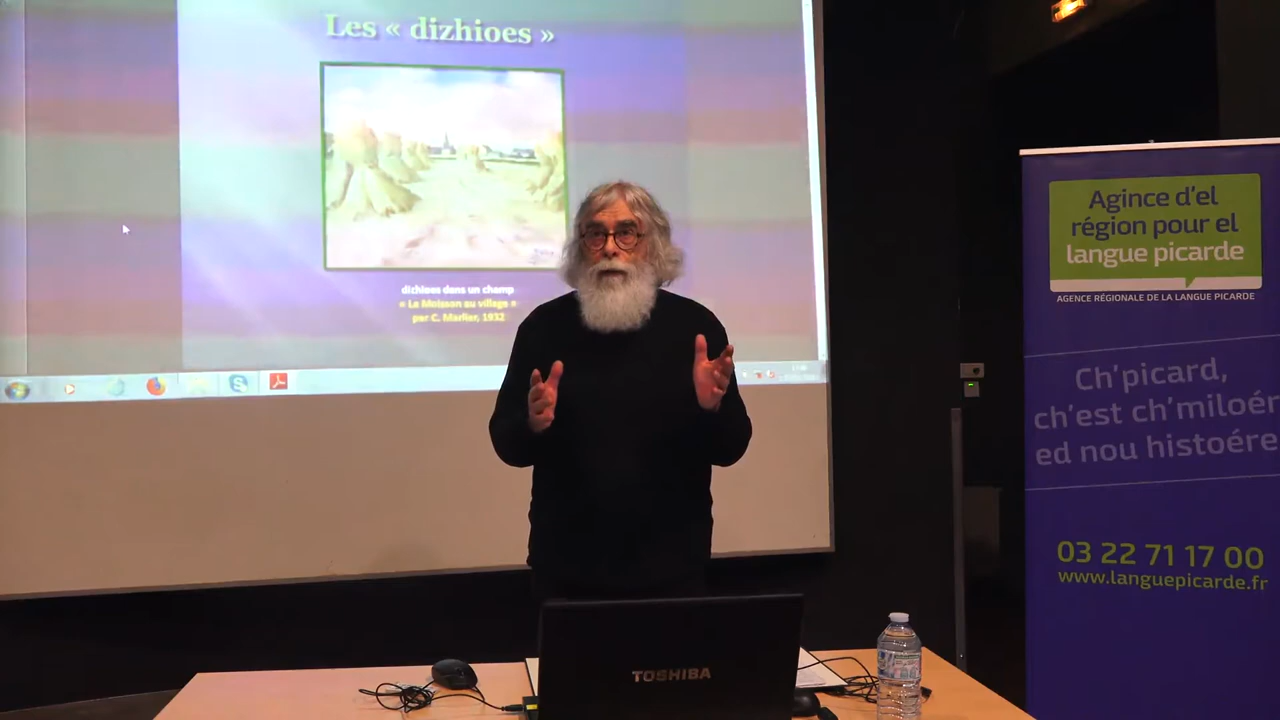 Les « dizhioes »
dichioes dans un champ
« La Moisson au village »
par C. Marlier, 1932
Agince d'el
région pour el
langue picarde
AGENCE RÉGIONALE DE LA LANGUE PICARDE
Ch'picard,
ch'est ch'miloér
ed nou histoére
03 22 71 17 00
www.languepicarde.fr
TOSHIBA